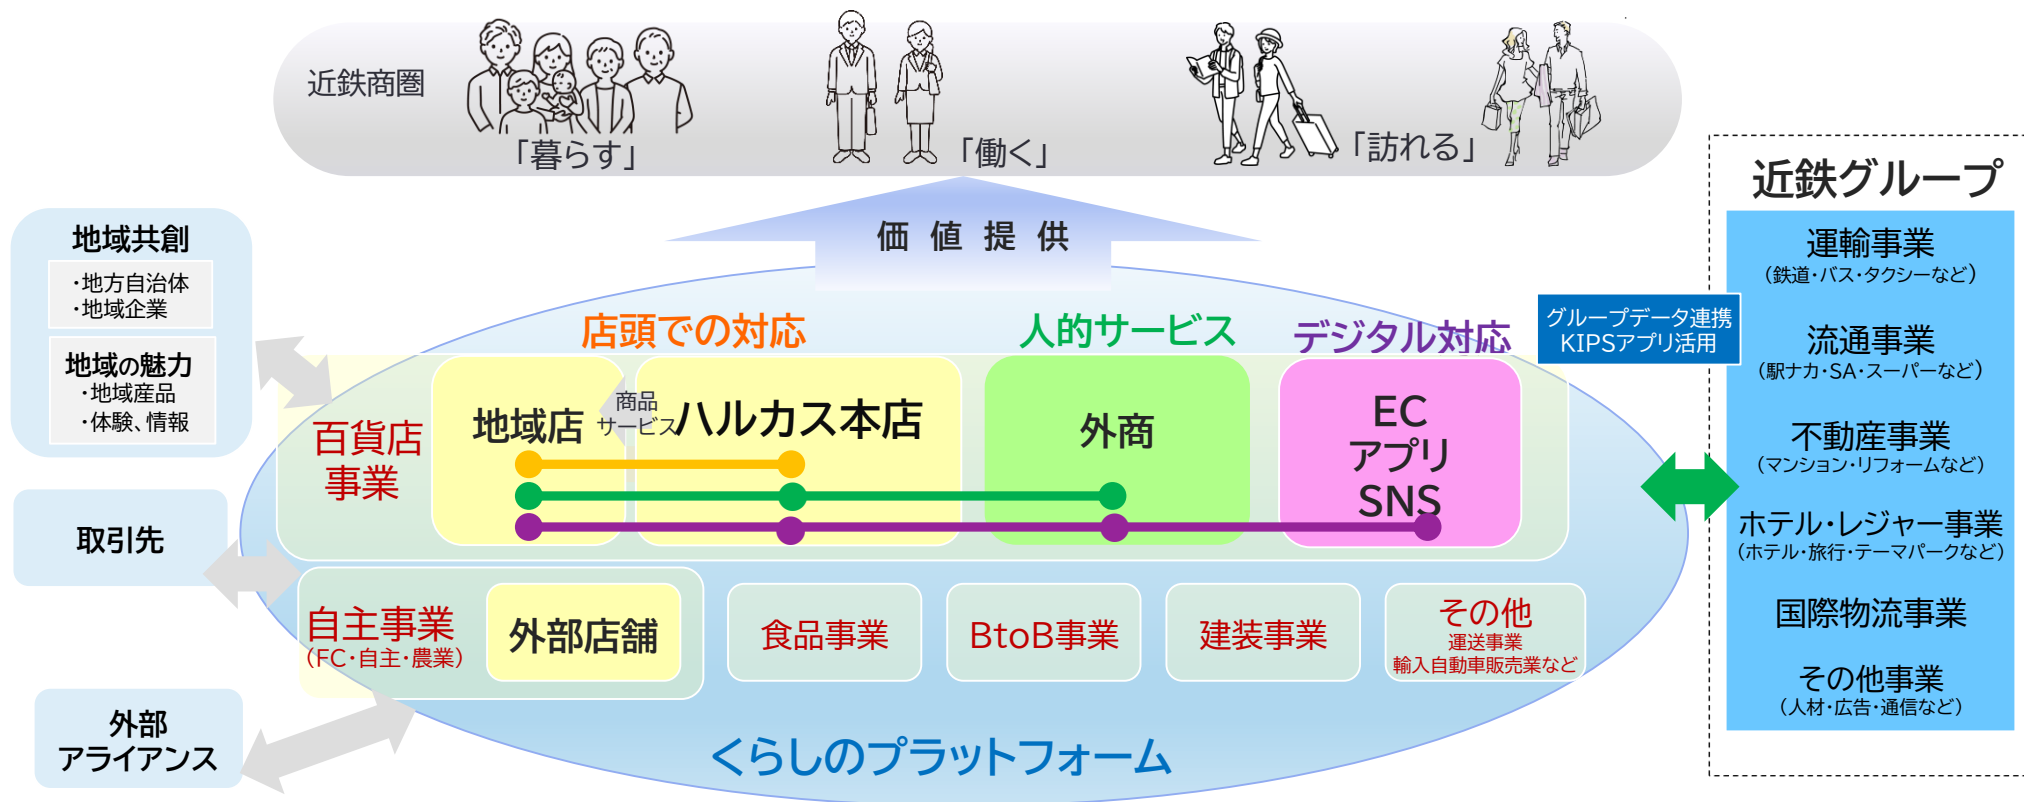 近鉄商圏
「暮らす」
「働く」
「訪れる」
価値提供
地域共創
・地方自治体
・地域企業
地域の魅力
・地域産品
・体験、情報
取引先
外部
アライアンス
店頭での対応
人的サービス
デジタル対応
百貨店
事業
地域店
商品
サービス
ハルカス本店
外商
EC
アプリ
SNS
自主事業
（FC・自主・農業）
外部店舗
食品事業
BtoB事業
建装事業
その他
運送事業
輸入自動車販売業など
くらしのプラットフォーム
グループデータ連携
KIPSアプリ活用
近鉄グループ
運輸事業
（鉄道・バス・タクシーなど）
流通事業
（駅ナカ・SA・スーパーなど）
不動産事業
（マンション・リフォームなど）
ホテル・レジャー事業
（ホテル・旅行・テーマパークなど）
国際物流事業
その他事業
（人材・広告・通信など）